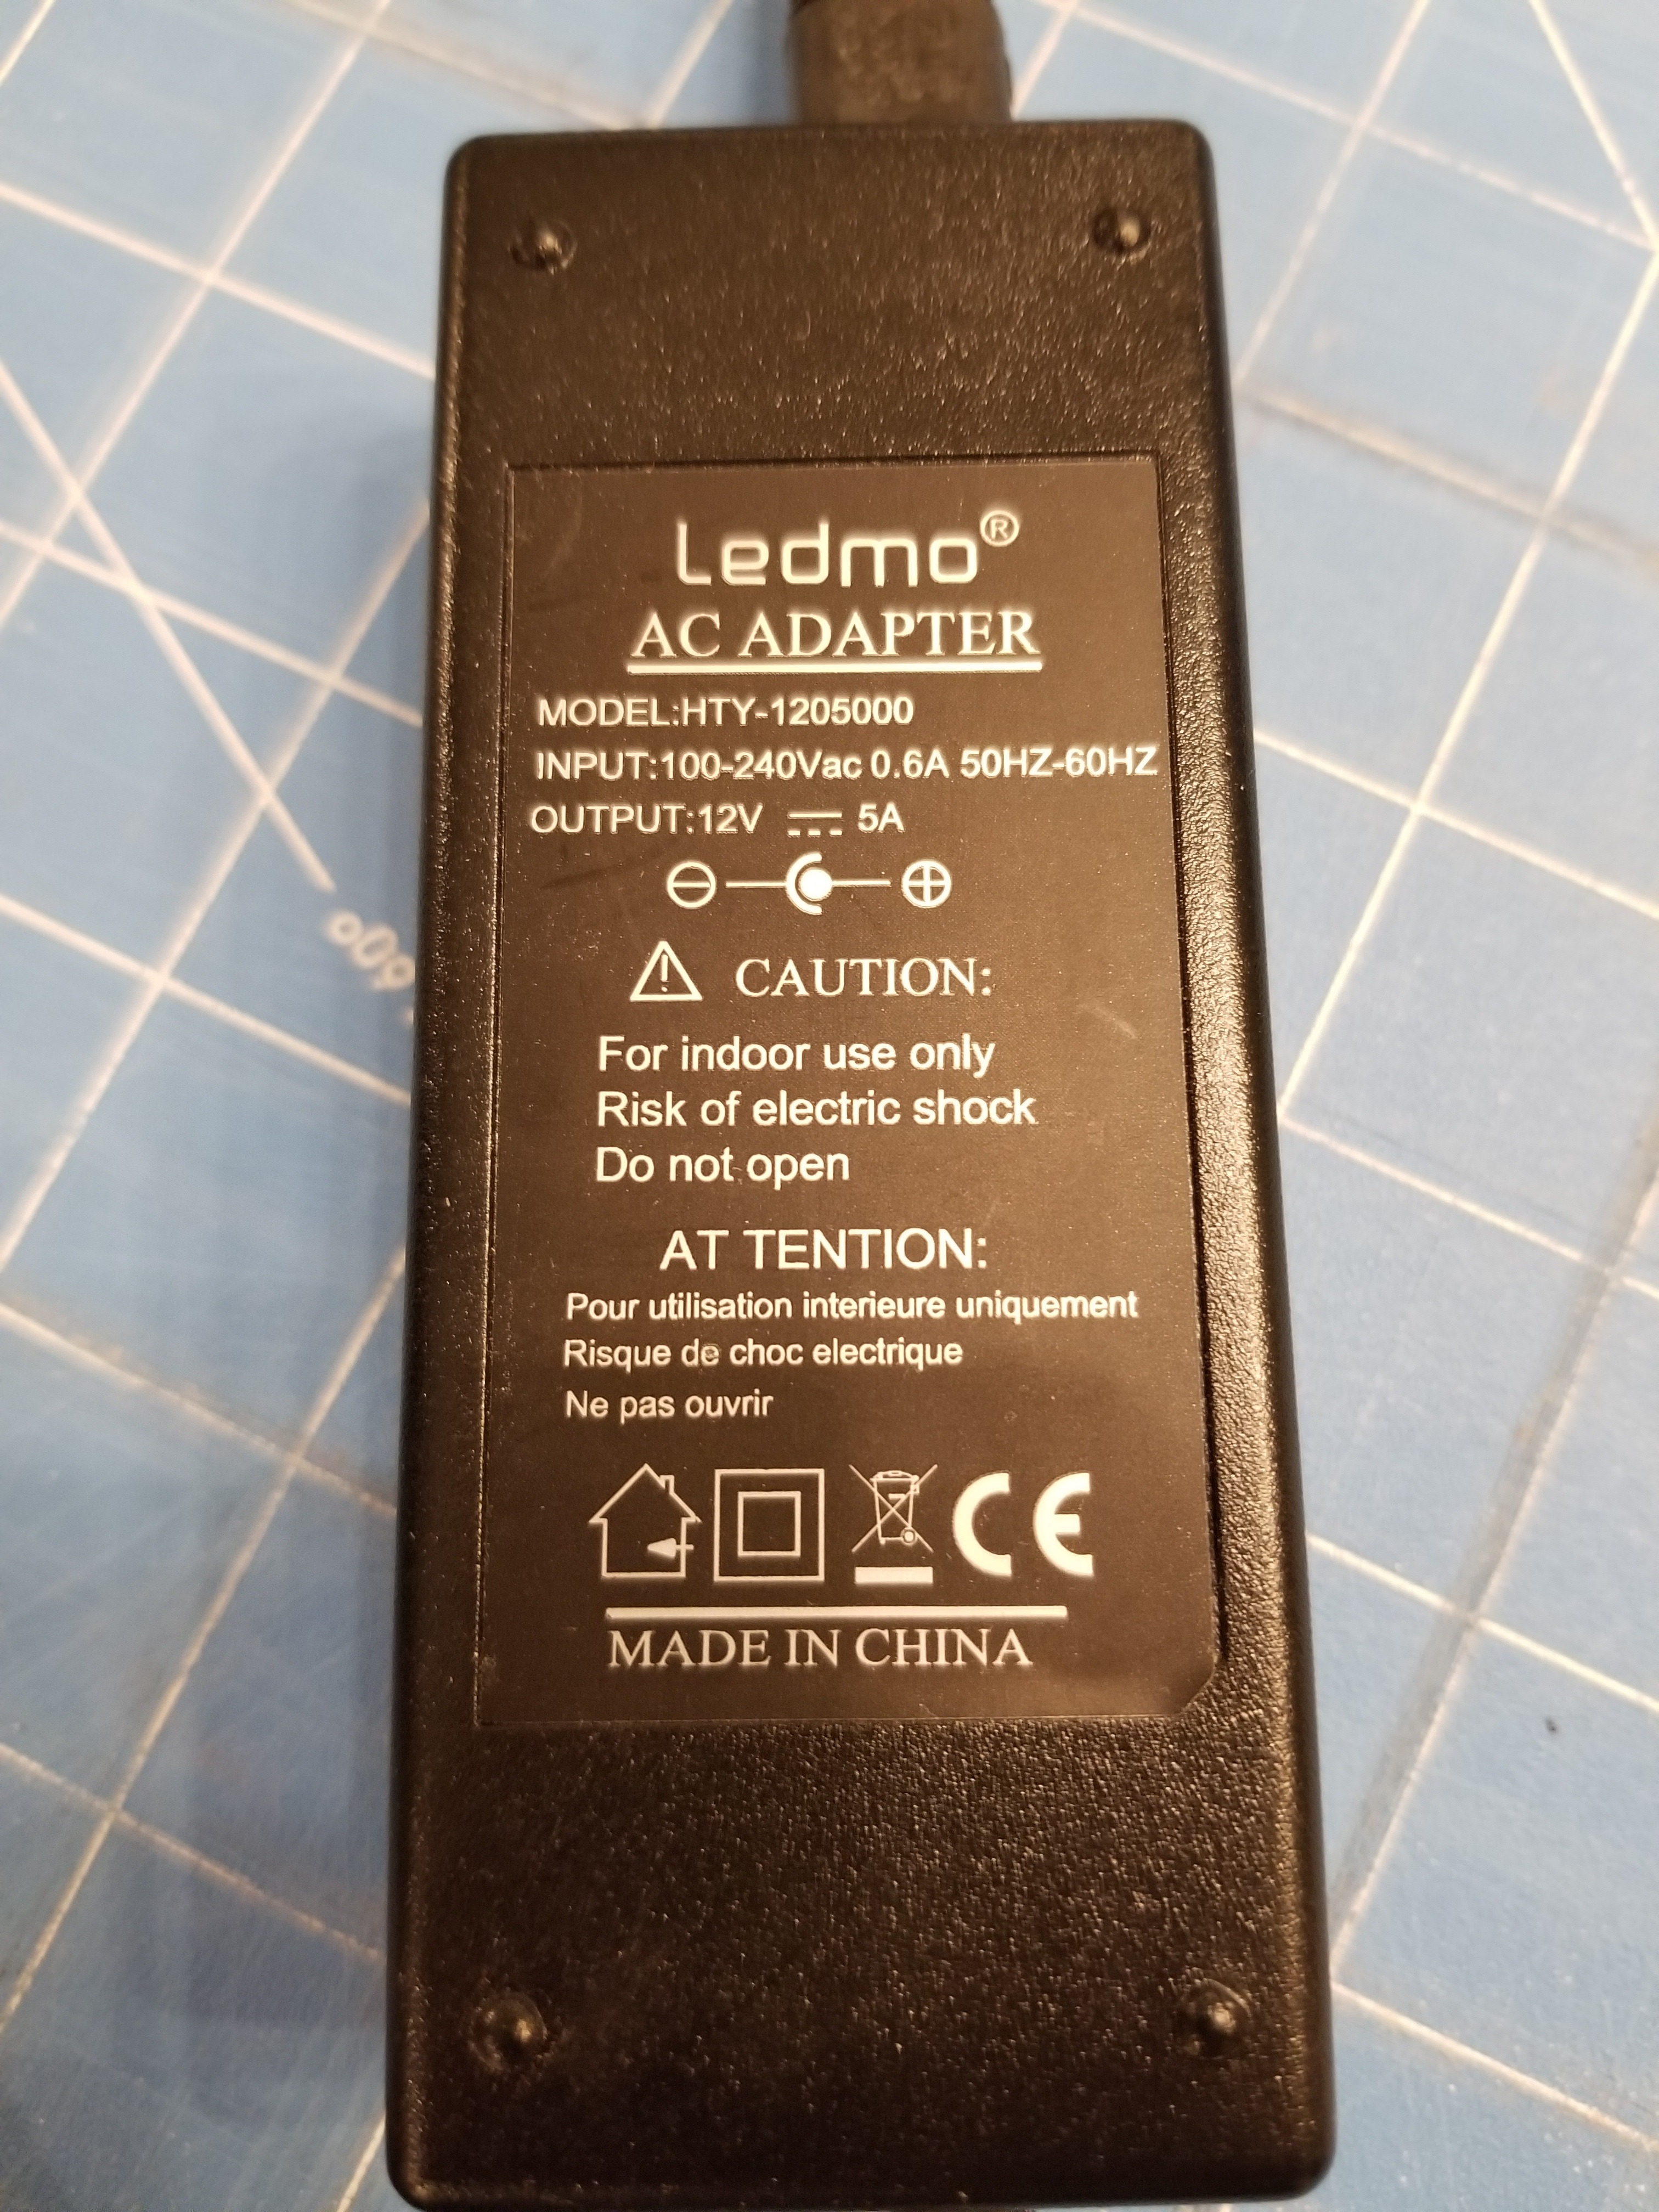 Ledmo®
AC ADAPTER
MODEL:HTY-1205000
INPUT:100-240Vac 0.6A 50HZ-60HZ
OUTPUT:12V ⎓ 5A
CAUTION:
For indoor use only
Risk of electric shock
Do not open
AT TENTION:
Pour utilisation interieure uniquement
Risque de choc electrique
Ne pas ouvrir
CE
MADE IN CHINA
60°